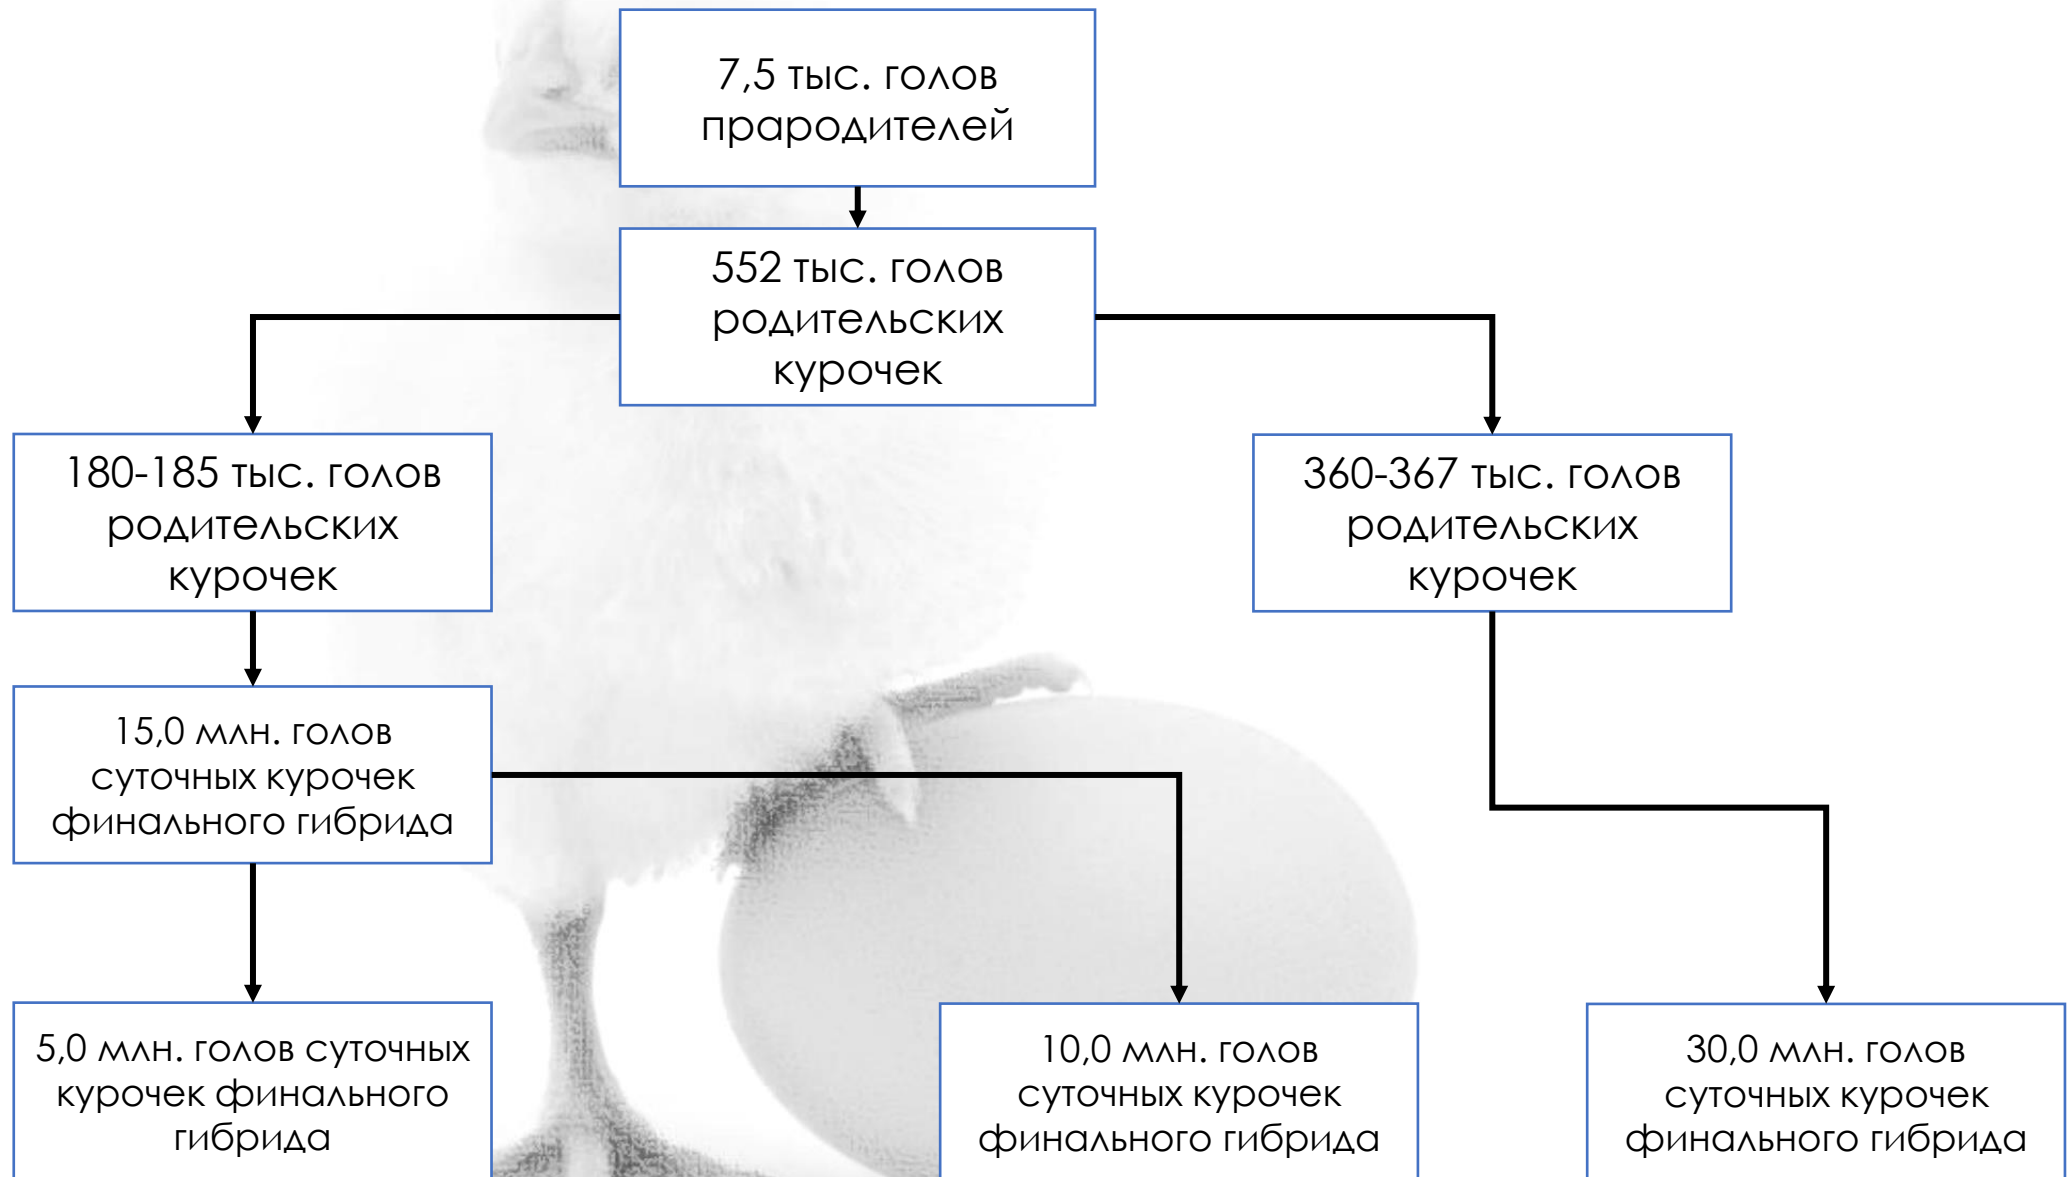 7,5 тыс. голов
прародителей
552 тыс. голов
родительских
курочек
180-185 тыс. голов
родительских
курочек
360-367 тыс. голов
родительских
курочек
15,0 млн. голов
суточных курочек
финального гибрида
5,0 млн. голов суточных
курочек финального
гибрида
10,0 млн. голов
суточных курочек
финального гибрида
30,0 млн. голов
суточных курочек
финального гибрида